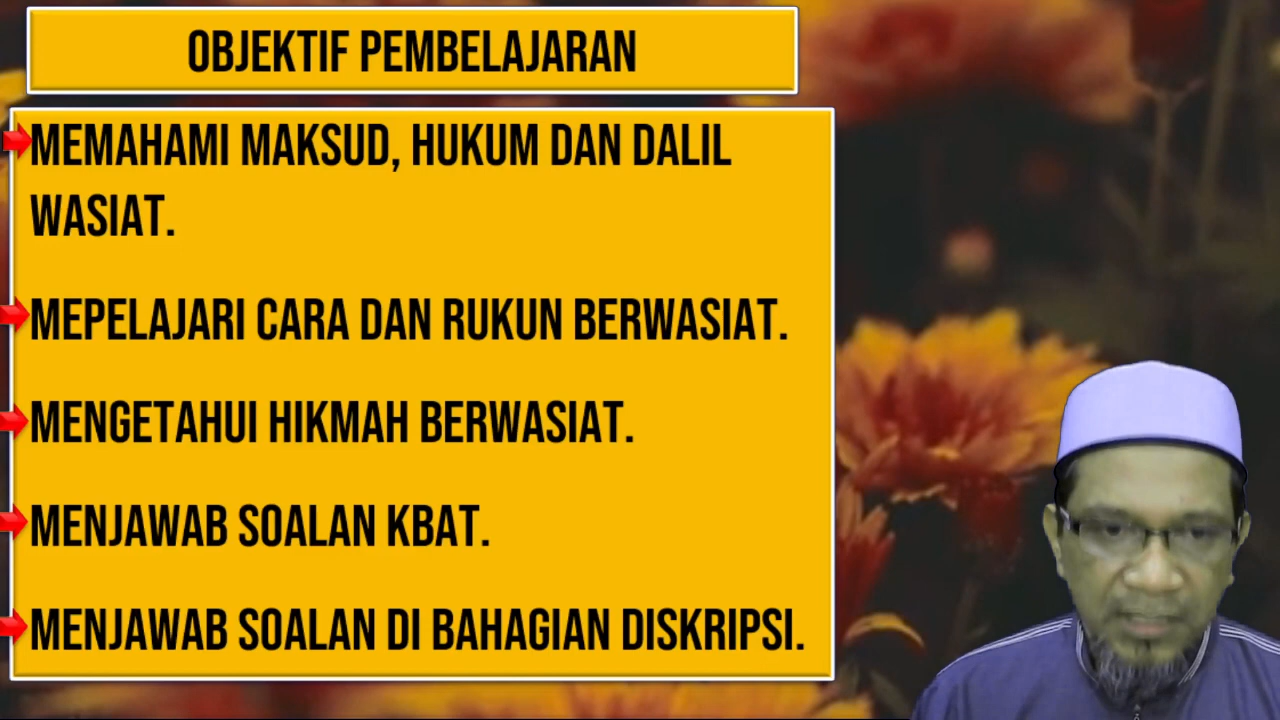 OBJEKTIF PEMBELAJARAN
MEMAHAMI MAKSUD, HUKUM DAN DALIL
WASIAT.
MEPELAJARI CARA DAN RUKUN BERWASIAT.
MENGETAHUI HIKMAH BERWASIAT.
MENJAWAB SOALAN KBAT.
MENJAWAB SOALAN DI BAHAGIAN DISKRIPSI.